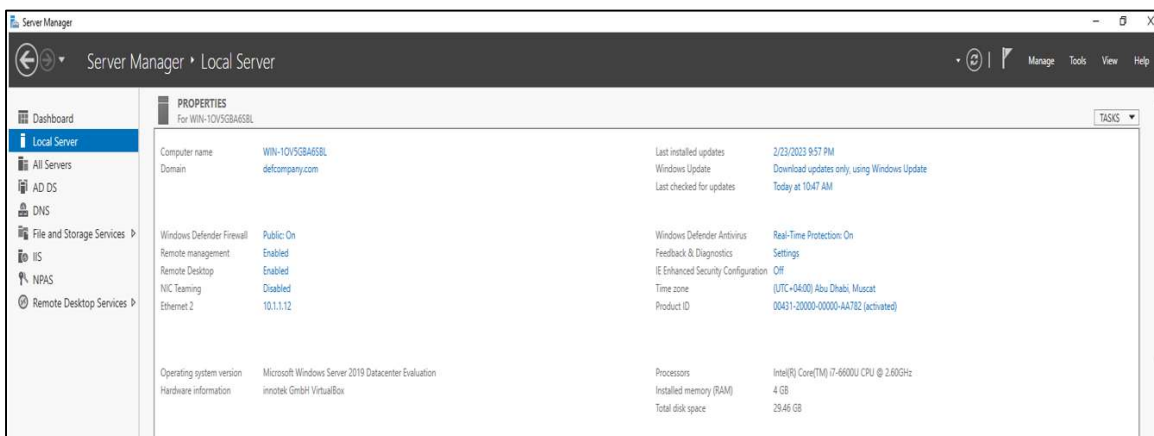 Server Manager
Server Manager • Local Server
Manage Tools View Help
Dashboard
Local Server
All Servers
AD DS
DNS
File and Storage Services
IIS
NPAS
Remote Desktop Services
PROPERTIES
For WIN-1OV5GBA6SBL
TASKS
Computer name WIN-1OV5GBA6SBL
Domain defcompany.com
Last installed updates 2/23/2023 9:57 PM
Windows Update Download updates only, using Windows Update
Last checked for updates Today at 10:47 AM
Windows Defender Firewall Public: On
Remote management Enabled
Remote Desktop Enabled
NIC Teaming Disabled
Ethernet 2 10.1.1.12
Windows Defender Antivirus Real-Time Protection: On
Feedback & Diagnostics Settings
IE Enhanced Security Configuration Off
Time zone (UTC+04:00) Abu Dhabi, Muscat
Product ID 00431-20000-00000-AA782 (activated)
Operating system version Microsoft Windows Server 2019 Datacenter Evaluation
Hardware information innotek GmbH VirtualBox
Processors Intel(R) Core(TM) i7-6600U CPU @ 2.60GHz
Installed memory (RAM) 4 GB
Total disk space 29.46 GB